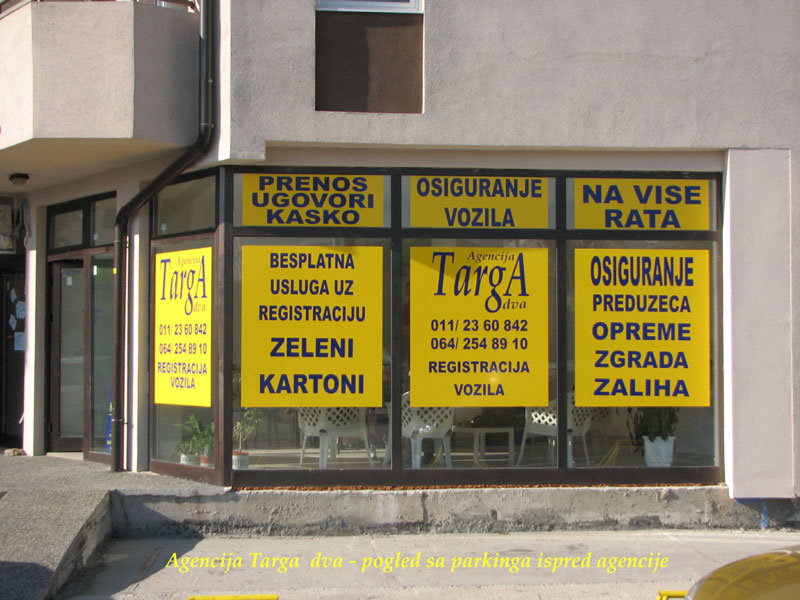 PRENOS
UGOVORI
KASKO
OSIGURANJE
VOZILA
NA VISE
RATA
Agencija
TargA
dva
011/ 23 60 842
064/ 254 89 10
REGISTRACIJA
VOZILA
BESPLATNA
USLUGA UZ
REGISTRACIJU
ZELENI
KARTONI
Agencija
TargA
dva
011/ 23 60 842
064/ 254 89 10
REGISTRACIJA
VOZILA
OSIGURANJE
PREDUZECA
OPREME
ZGRADA
ZALIHA
Agencija Targa dva - pogled sa parkinga ispred agencije